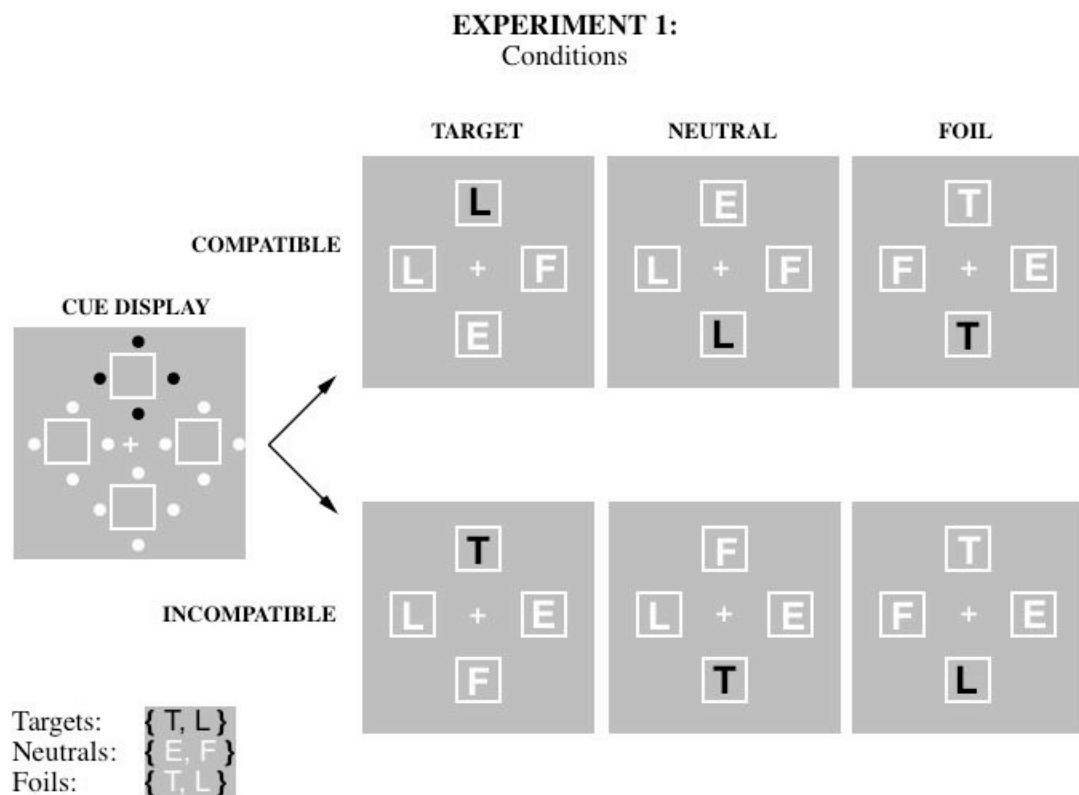 EXPERIMENT 1:
Conditions
TARGET NEUTRAL FOIL
COMPATIBLE
L
L + F
E
E
L + F
L
T
F + E
T
CUE DISPLAY
+
INCOMPATIBLE
T
L + E
F
F
L + E
T
T
F + E
L
Targets: { T, L }
Neutrals: { E, F }
Foils: { T, L }